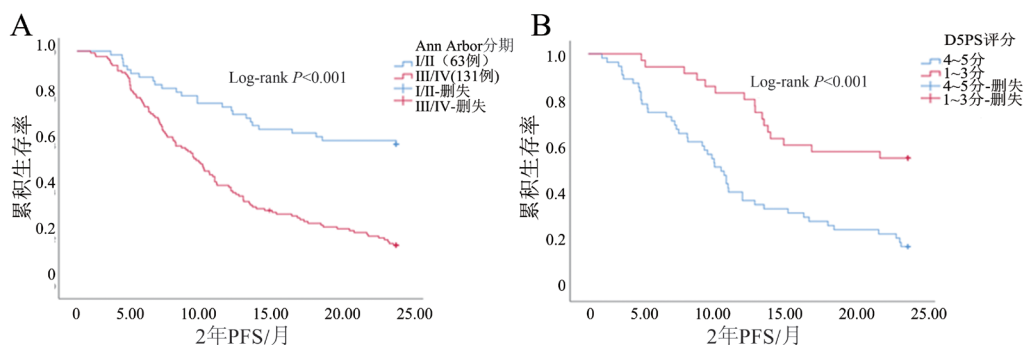 A
Ann Arbor分期
I/II（63例）
III/IV(131例)
I/II-删失
III/IV-删失
Log-rank P<0.001
累积生存率
1.0
0.8
0.6
0.4
0.2
0
0 5.00 10.00 15.00 20.00 25.00
2年PFS/月
B
D5PS评分
4~5分
1~3分
4~5分-删失
1~3分-删失
Log-rank P<0.001
累积生存率
1.0
0.8
0.6
0.4
0.2
0
0 5.00 10.00 15.00 20.00 25.00
2年PFS/月